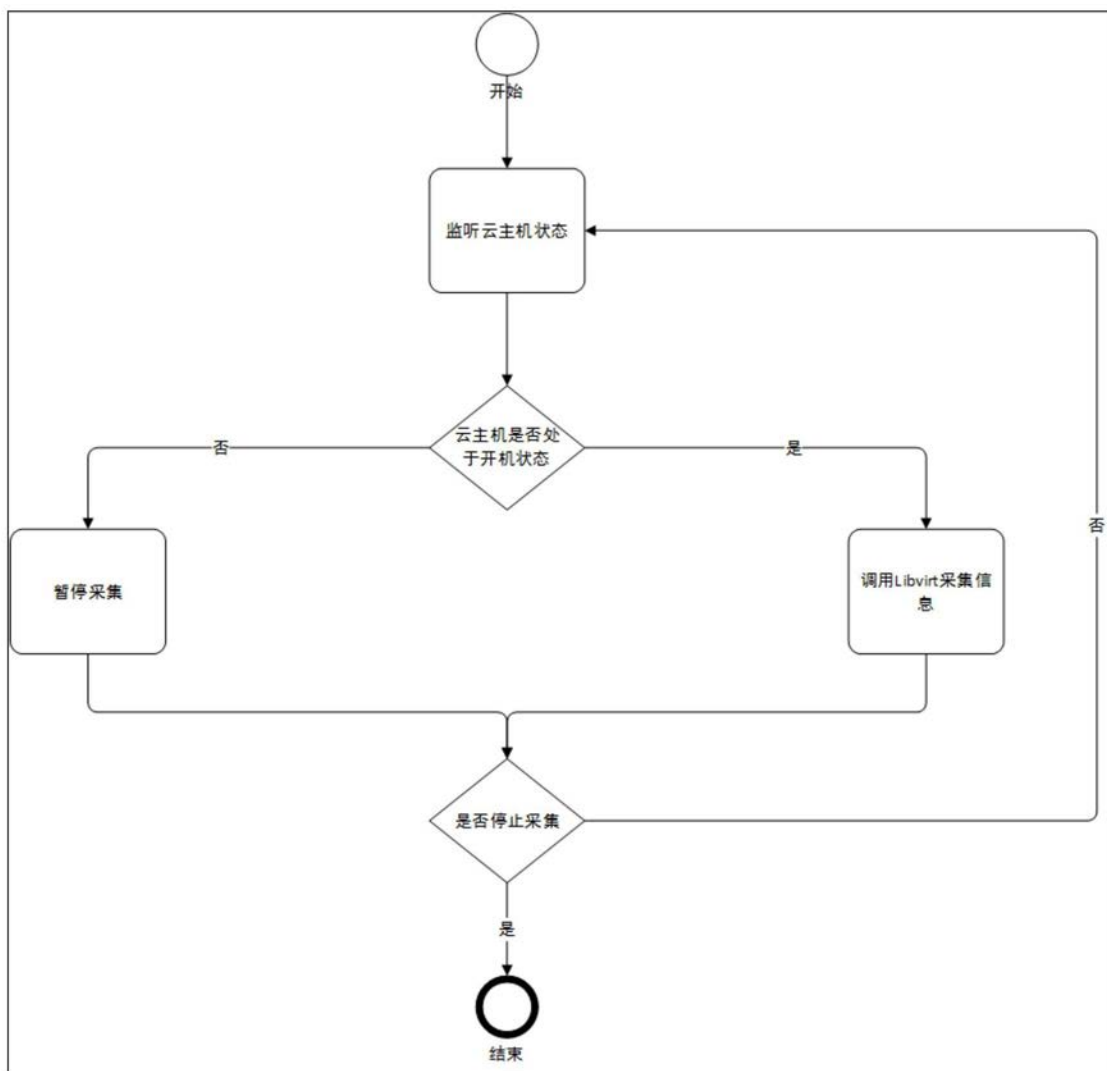 开始
监听云主机状态
云主机是否处
于开机状态
否
是
暂停采集
调用Libvirt采集信
息
否
是否停止采集
是
结束